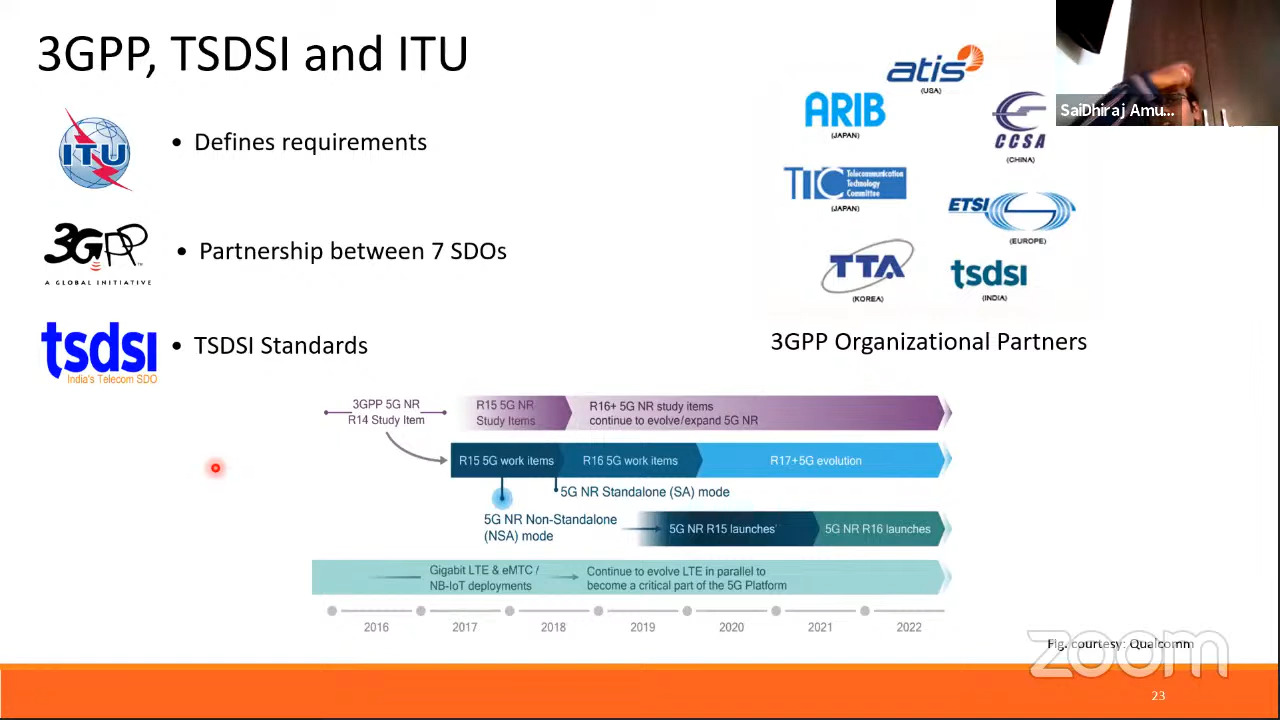 3GPP, TSDSI and ITU
ITU
• Defines requirements
3GPP
A GLOBAL INITIATIVE
• Partnership between 7 SDOs
tsdsi
India's Telecom SDO
• TSDSI Standards
atis
(USA)
ARIB
(JAPAN)
CCSA
(CHINA)
TTC Telecommunication
Technology
Committee
(JAPAN)
ETSI
(EUROPE)
TTA
(KOREA)
tsdsi
(INDIA)
3GPP Organizational Partners
SaiDhiraj Amu...
3GPP 5G NR
R14 Study Item
R15 5G NR
Study Items
R16+ 5G NR study items
continue to evolve/expand 5G NR
R15 5G work items
R16 5G work items
R17+5G evolution
5G NR Standalone (SA) mode
5G NR Non-Standalone
(NSA) mode
5G NR R15 launches'
5G NR R16 launches
Gigabit LTE & eMTC /
NB-IoT deployments
Continue to evolve LTE in parallel to
become a critical part of the 5G Platform
2016 2017 2018 2019 2020 2021 2022
Fig. courtesy: Qualcomm
zoom
23